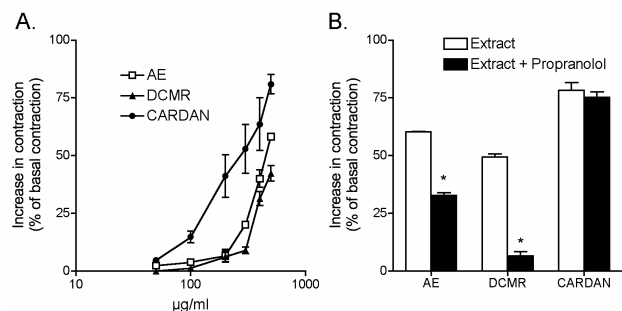 A.
100
75
50
25
0
Increase in contraction
(% of basal contraction)
AE
DCMR
CARDAN
10
100
1000
µg/ml
B.
100
75
50
25
0
Increase in contraction
(% of basal contraction)
Extract
Extract + Propranolol
*
*
AE
DCMR
CARDAN